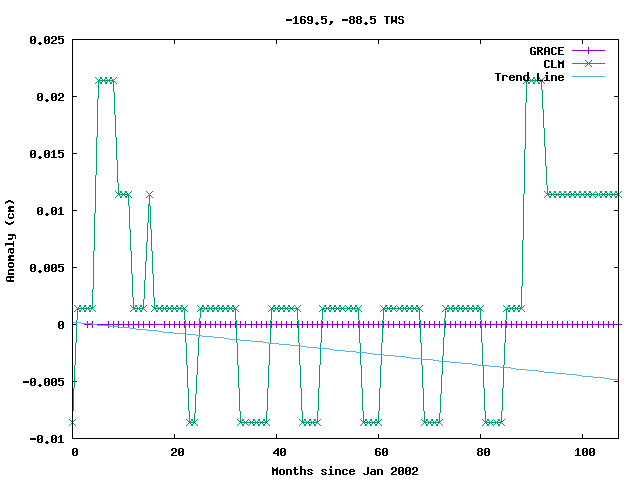 -169.5, -88.5 TWS
GRACE
CLM
Trend Line
0.025
0.02
0.015
0.01
0.005
0
-0.005
-0.01
Anomaly (cm)
0 20 40 60 80 100
Months since Jan 2002